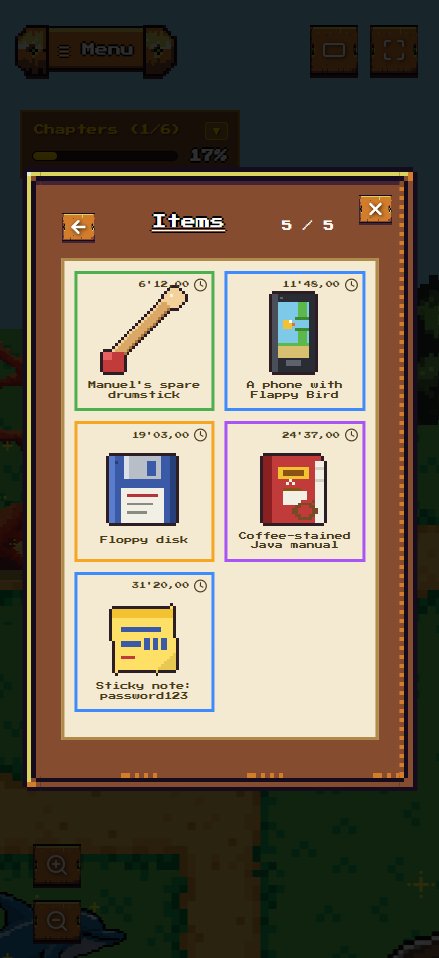 Menu
Chapters (1/6)
17%
Items
5 / 5
6'12,00
Manuel's spare
drumstick
11'48,00
A phone with
Flappy Bird
19'03,00
Floppy disk
24'37,00
Coffee-stained
Java manual
31'20,00
Sticky note:
password123